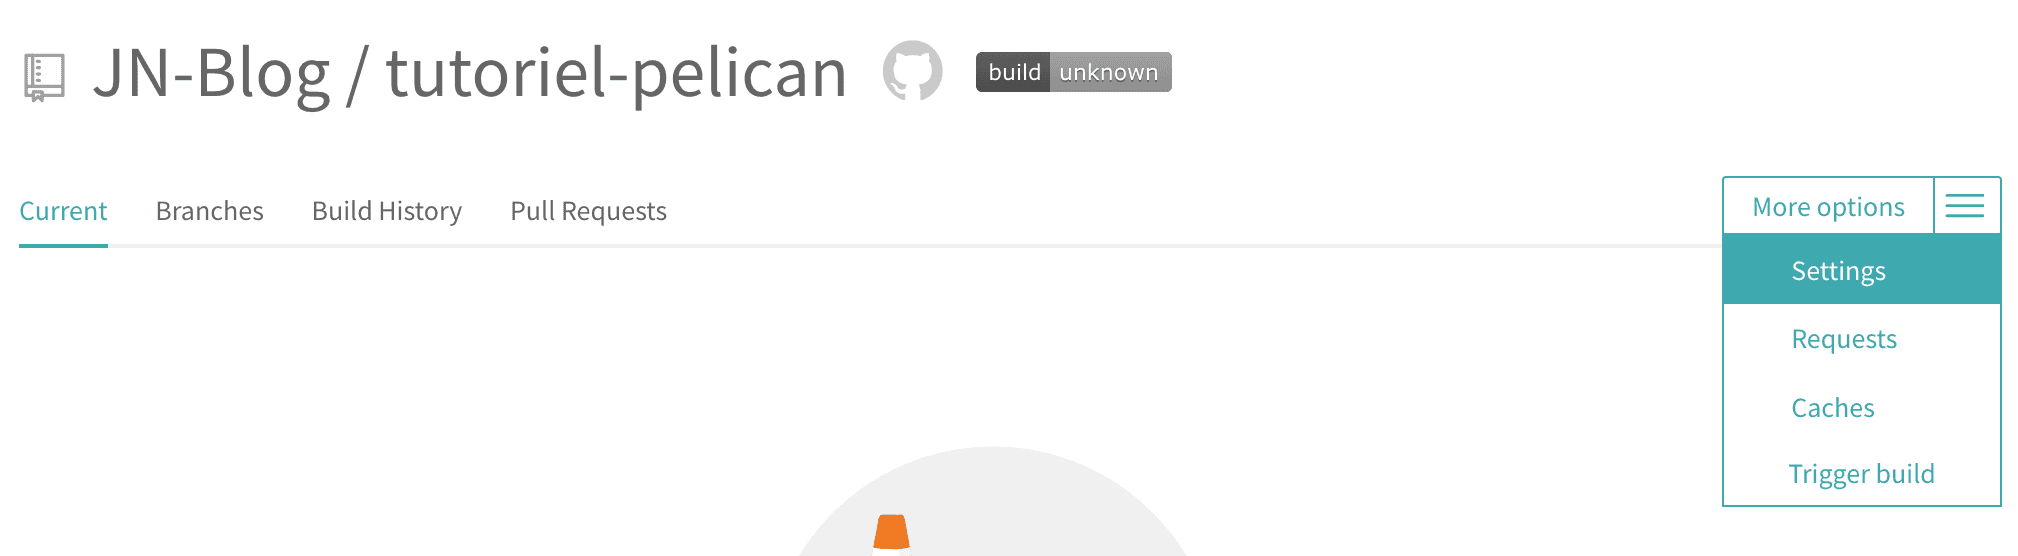 JN-Blog / tutoriel-pelican build unknown
Current Branches Build History Pull Requests More options
Settings
Requests
Caches
Trigger build